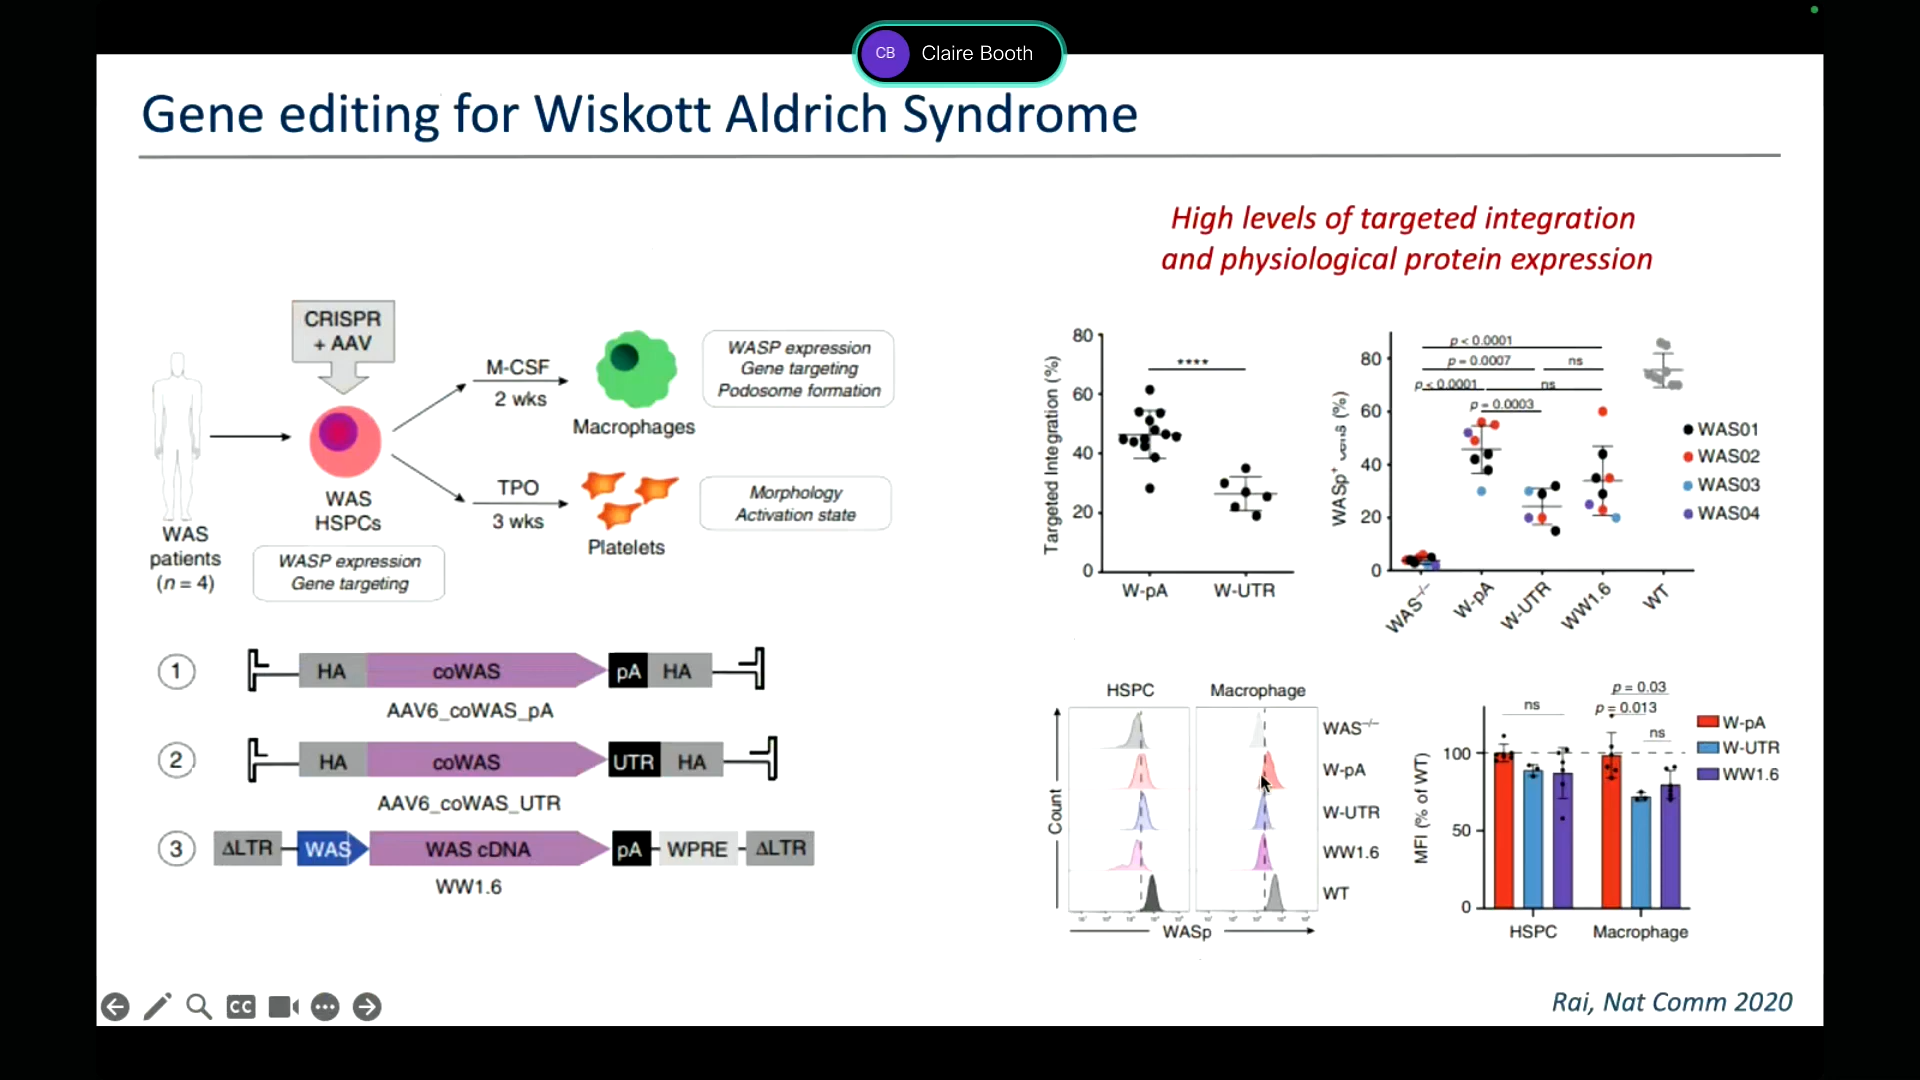 CB Claire Booth
Gene editing for Wiskott Aldrich Syndrome
High levels of targeted integration
and physiological protein expression
CRISPR
+ AAV
WAS
patients
(n = 4)
WAS
HSPCs
WASP expression
Gene targeting
M-CSF
2 wks
Macrophages
WASP expression
Gene targeting
Podosome formation
TPO
3 wks
Platelets
Morphology
Activation state
1
HA coWAS pA HA
AAV6_coWAS_pA
2
HA coWAS UTR HA
AAV6_coWAS_UTR
3
ΔLTR WAS WAS cDNA pA WPRE ΔLTR
WW1.6
Targeted Integration (%)
80
60
40
20
0
****
W-pA W-UTR
WASp+ (%)
80
60
40
20
0
p < 0.0001
p = 0.0007 ns
p < 0.0001 ns
p = 0.0003
WAS-/- W-pA W-UTR WW1.6 WT
WAS01
WAS02
WAS03
WAS04
HSPC Macrophage
Count
WAS-/-
W-pA
W-UTR
WW1.6
WT
WASp
MFI (% of WT)
100
50
0
ns
p = 0.03
p = 0.013
ns
HSPC Macrophage
W-pA
W-UTR
WW1.6
CC
Rai, Nat Comm 2020